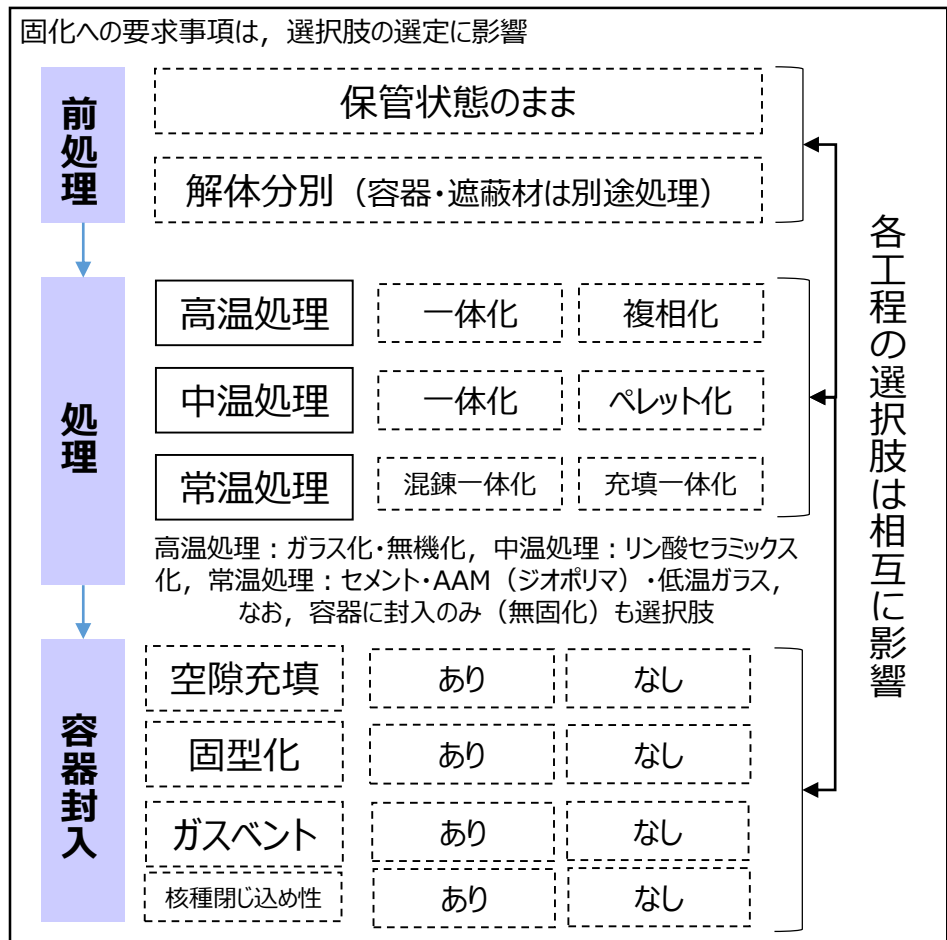 固化への要求事項は，選択肢の選定に影響
前処理
保管状態のまま
解体分別（容器・遮蔽材は別途処理）
処理
高温処理 一体化 複相化
中温処理 一体化 ペレット化
常温処理 混錬一体化 充填一体化
高温処理：ガラス化・無機化，中温処理：リン酸セラミックス
化，常温処理：セメント・AAM（ジオポリマ）・低温ガラス，
なお，容器に封入のみ（無固化）も選択肢
容器封入
空隙充填 あり なし
固型化 あり なし
ガスベント あり なし
核種閉じ込め性 あり なし
各工程の選択肢は相互に影響